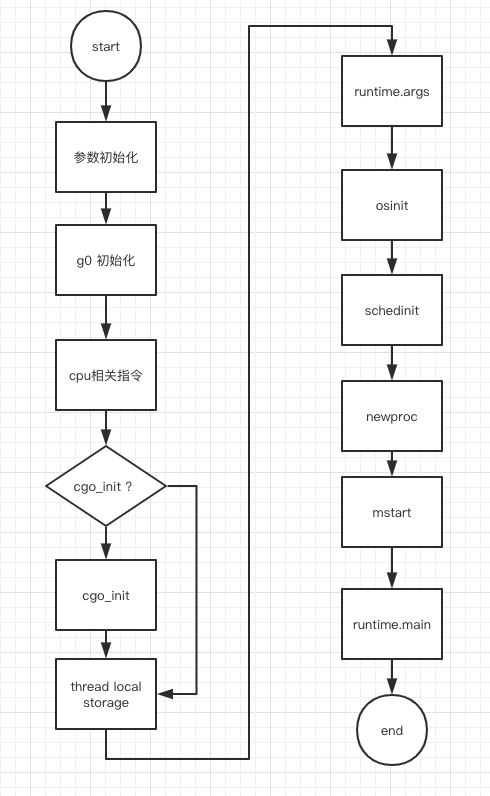 start
参数初始化
g0 初始化
cpu相关指令
cgo_init ?
cgo_init
thread local
storage
runtime.args
osinit
schedinit
newproc
mstart
runtime.main
end